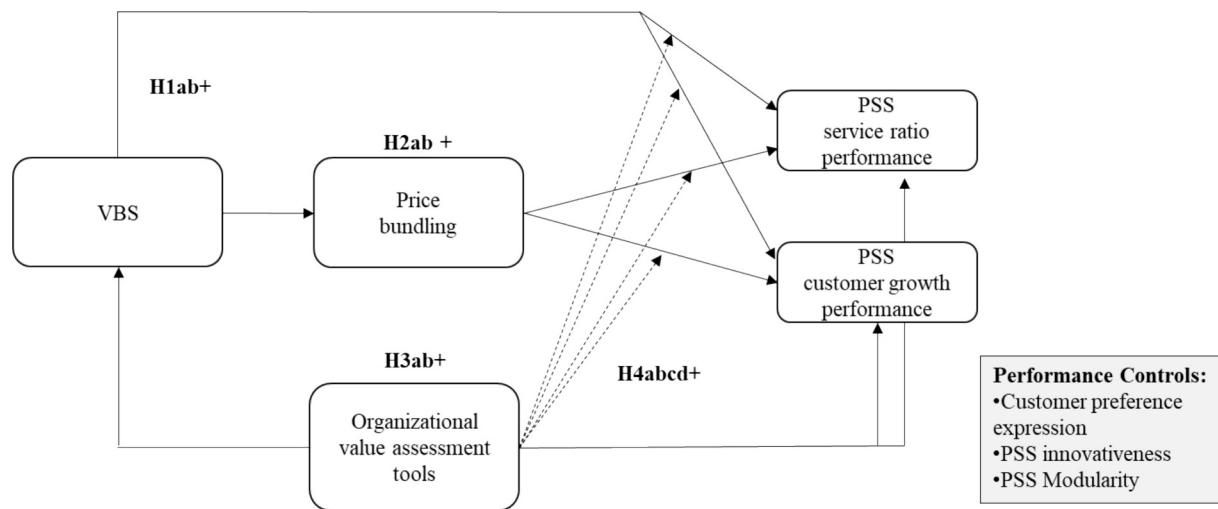 H1ab+
VBS
H2ab +
Price
bundling
PSS
service ratio
performance
PSS
customer growth
performance
H3ab+
Organizational
value assessment
tools
H4abcd+
Performance Controls:
•Customer preference
expression
•PSS innovativeness
•PSS Modularity